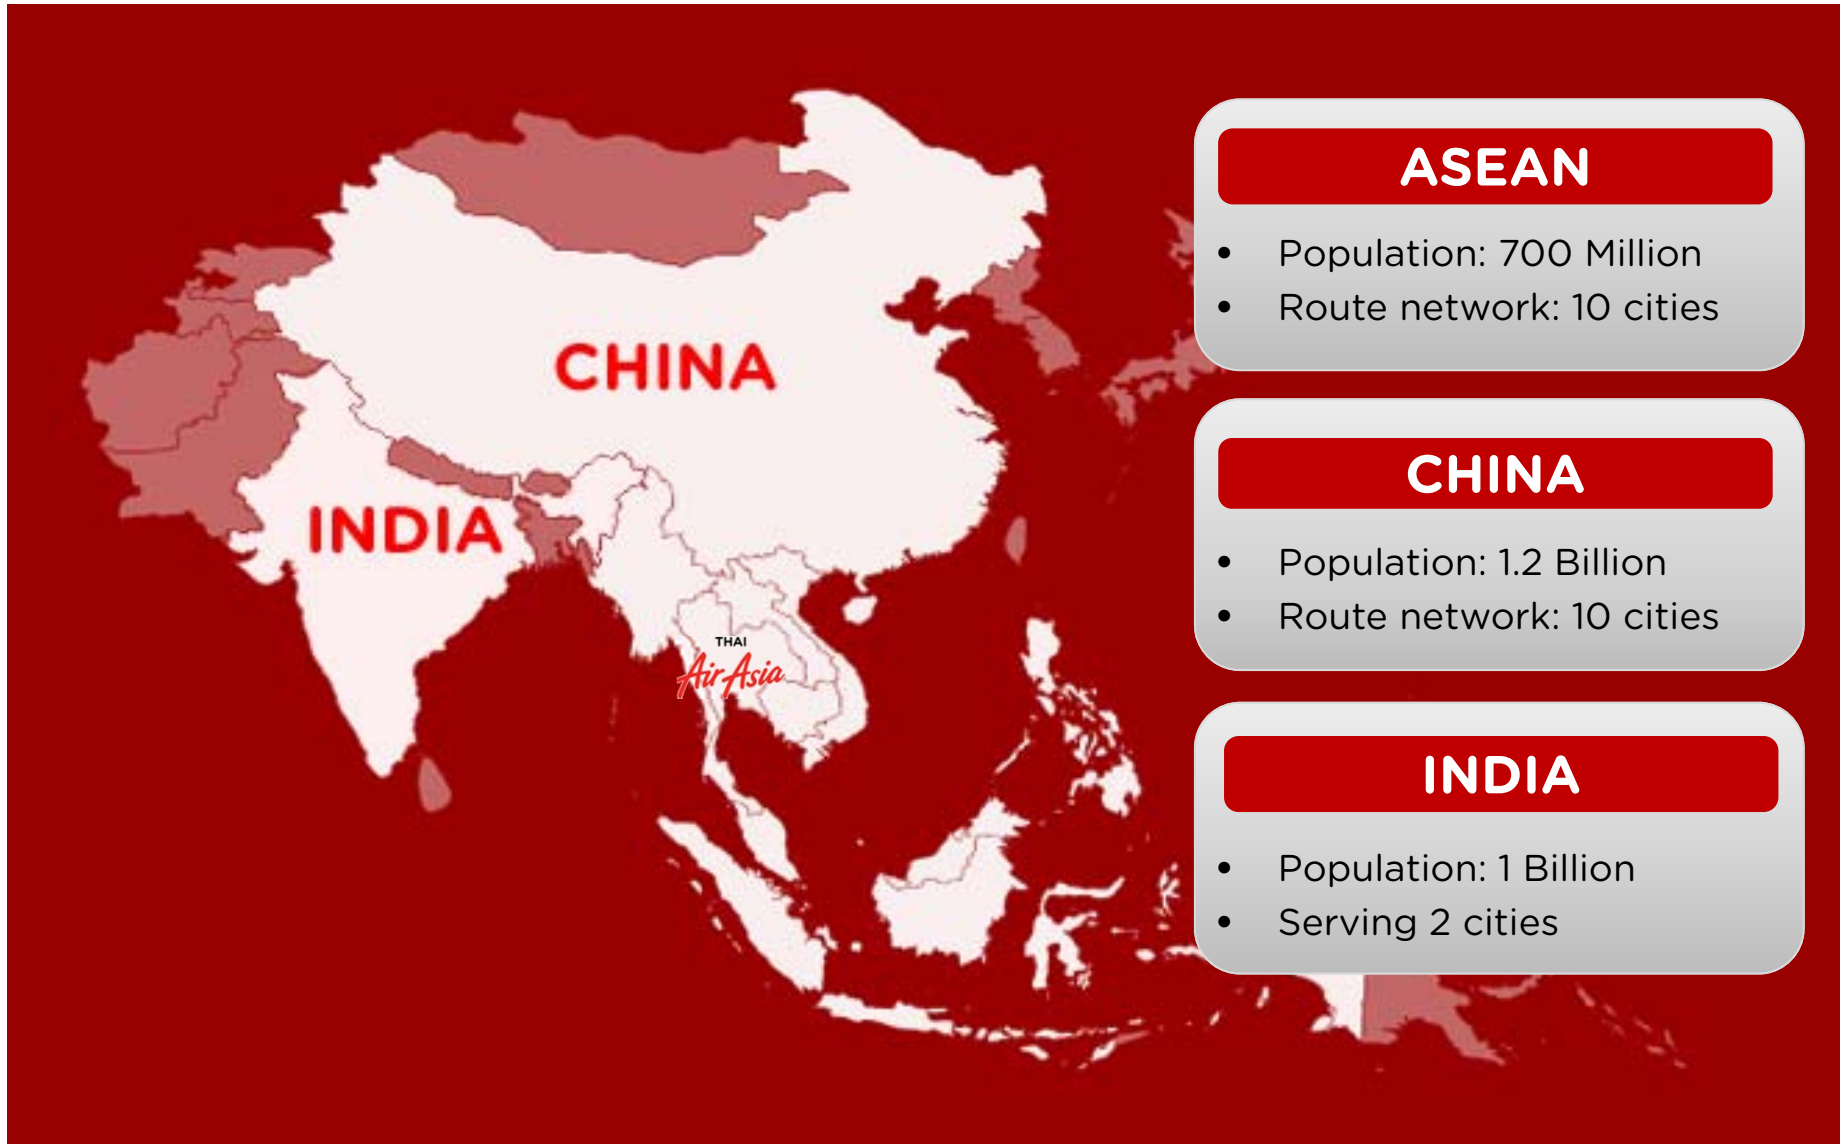 CHINA
INDIA
THAI
AirAsia
ASEAN
• Population: 700 Million
• Route network: 10 cities
CHINA
• Population: 1.2 Billion
• Route network: 10 cities
INDIA
• Population: 1 Billion
• Serving 2 cities